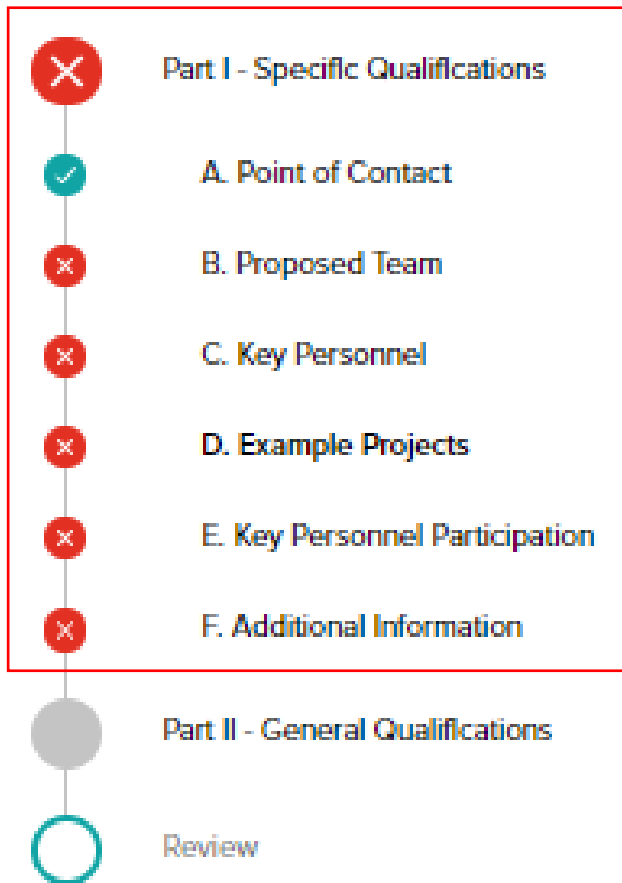 Part I - Specific Qualifications
A. Point of Contact
B. Proposed Team
C. Key Personnel
D. Example Projects
E. Key Personnel Participation
F. Additional Information
Part II - General Qualifications
Review